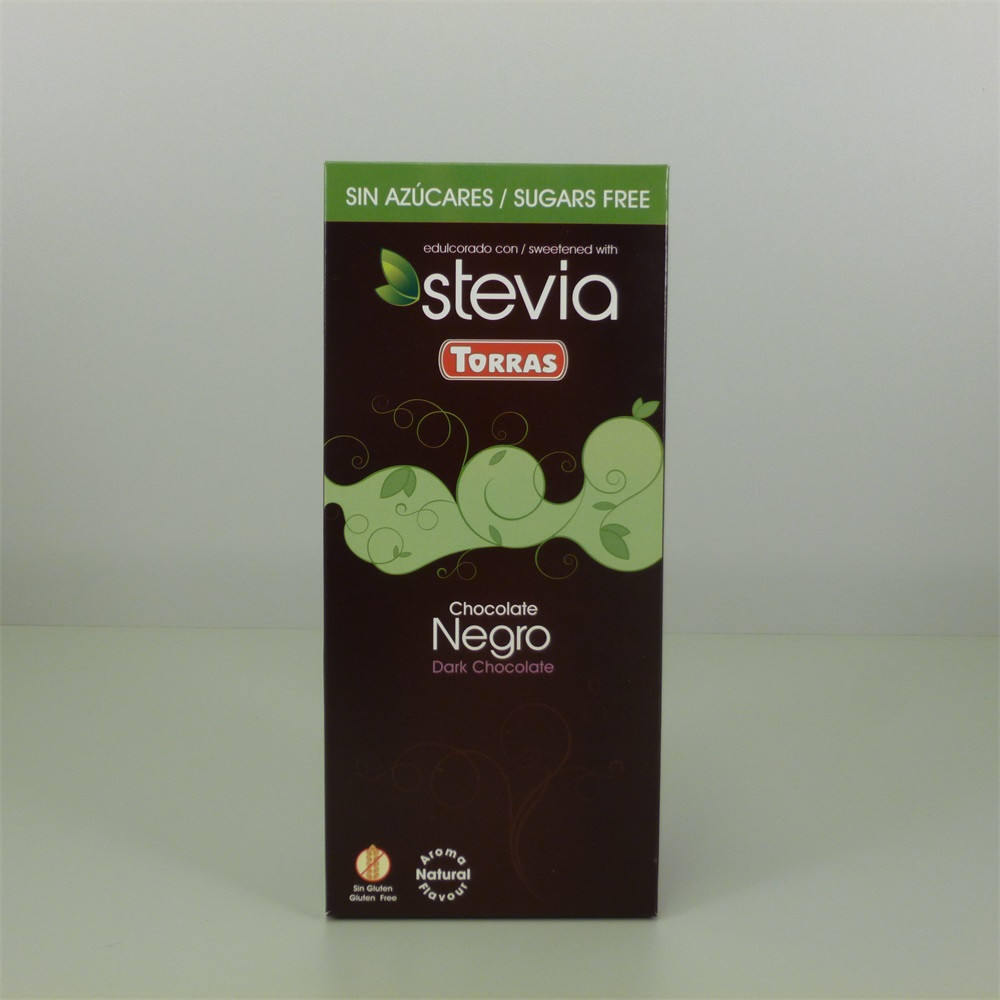 SIN AZÚCARES / SUGARS FREE
edulcorado con / sweetened with
stevia
TORRAS
Chocolate
Negro
Dark Chocolate
Sin Gluten
Gluten Free
Aroma
Natural
Flavour